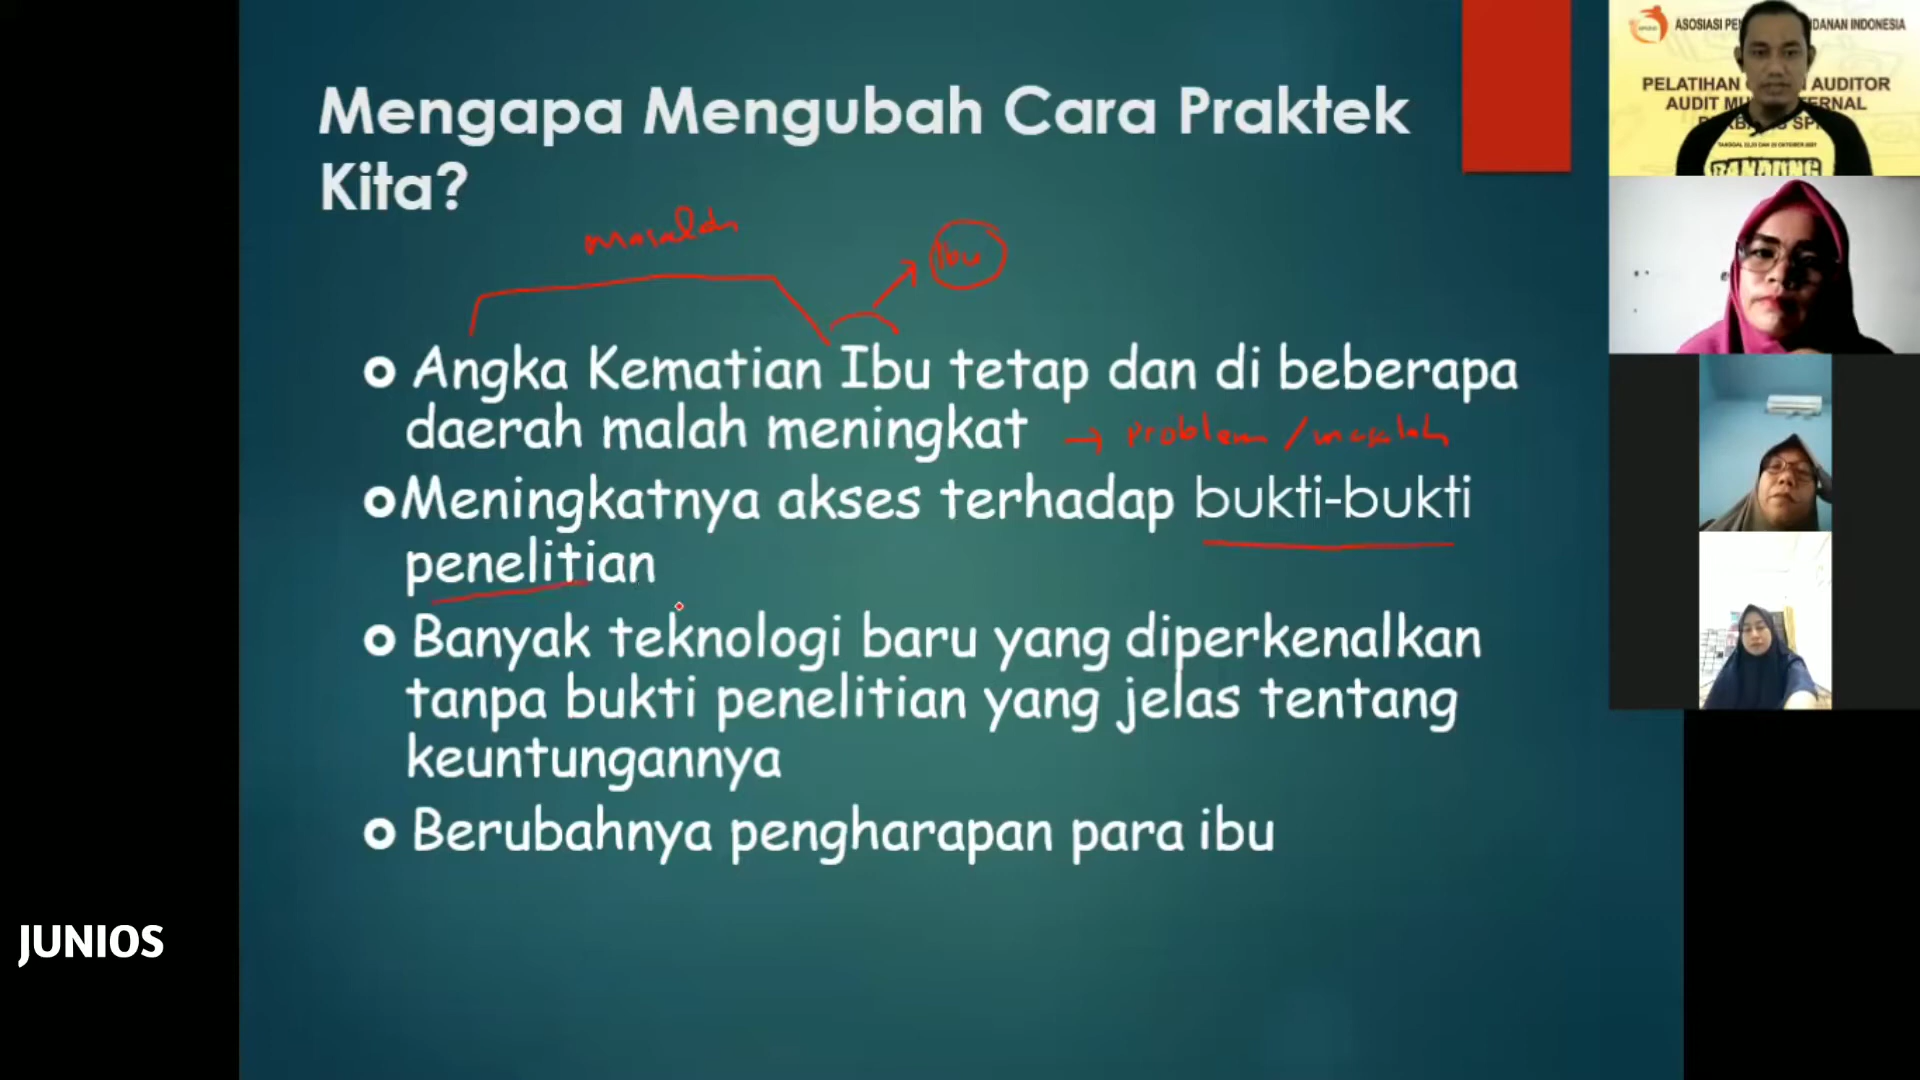 Mengapa Mengubah Cara Praktek
Kita?
masalah
Ibu
Angka Kematian Ibu tetap dan di beberapa
daerah malah meningkat → problem / masalah
Meningkatnya akses terhadap bukti-bukti
penelitian
Banyak teknologi baru yang diperkenalkan
tanpa bukti penelitian yang jelas tentang
keuntungannya
Berubahnya pengharapan para ibu
JUNIOS
ASOSIASI DANAN INDONESIA
PELATIHAN AUDITOR
AUDIT